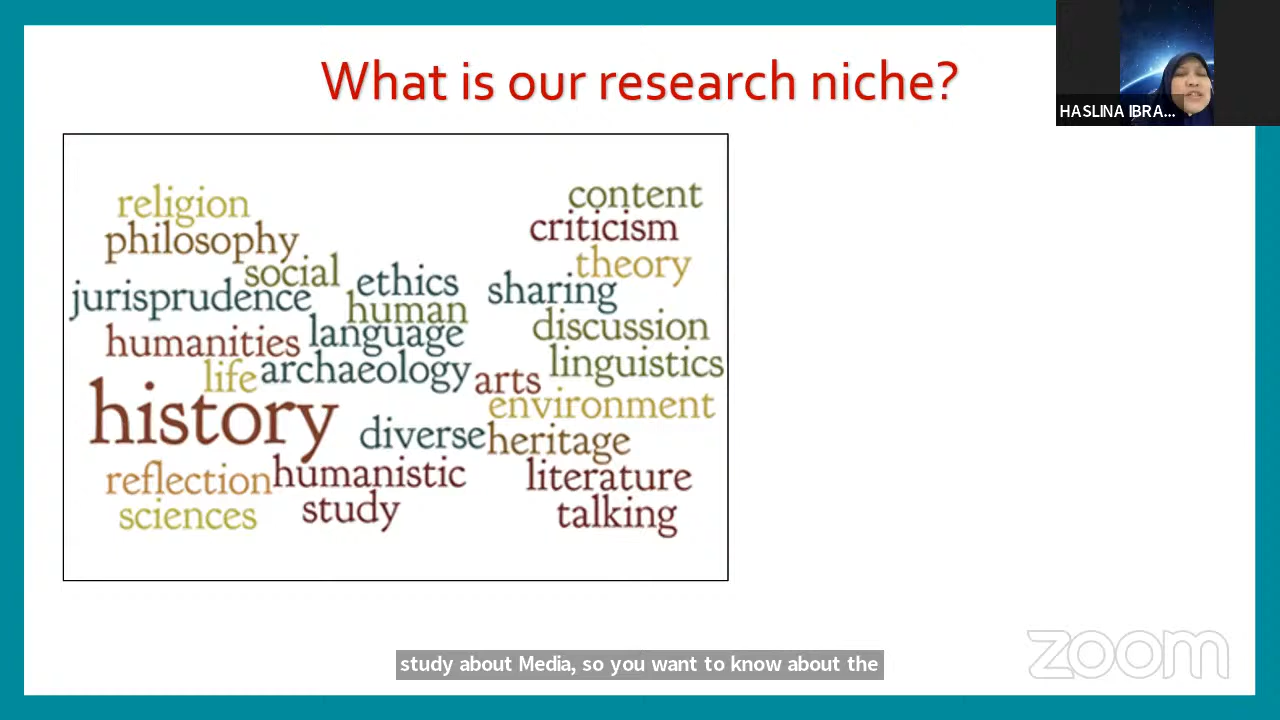 What is our research niche?
HASLINA IBRA...
religion
philosophy
social
jurisprudence
ethics
human
humanities
language
life
archaeology
history
diverse
reflection
humanistic
sciences
study
content
criticism
theory
sharing
discussion
linguistics
arts
environment
heritage
literature
talking
study about Media, so you want to know about the
zoom